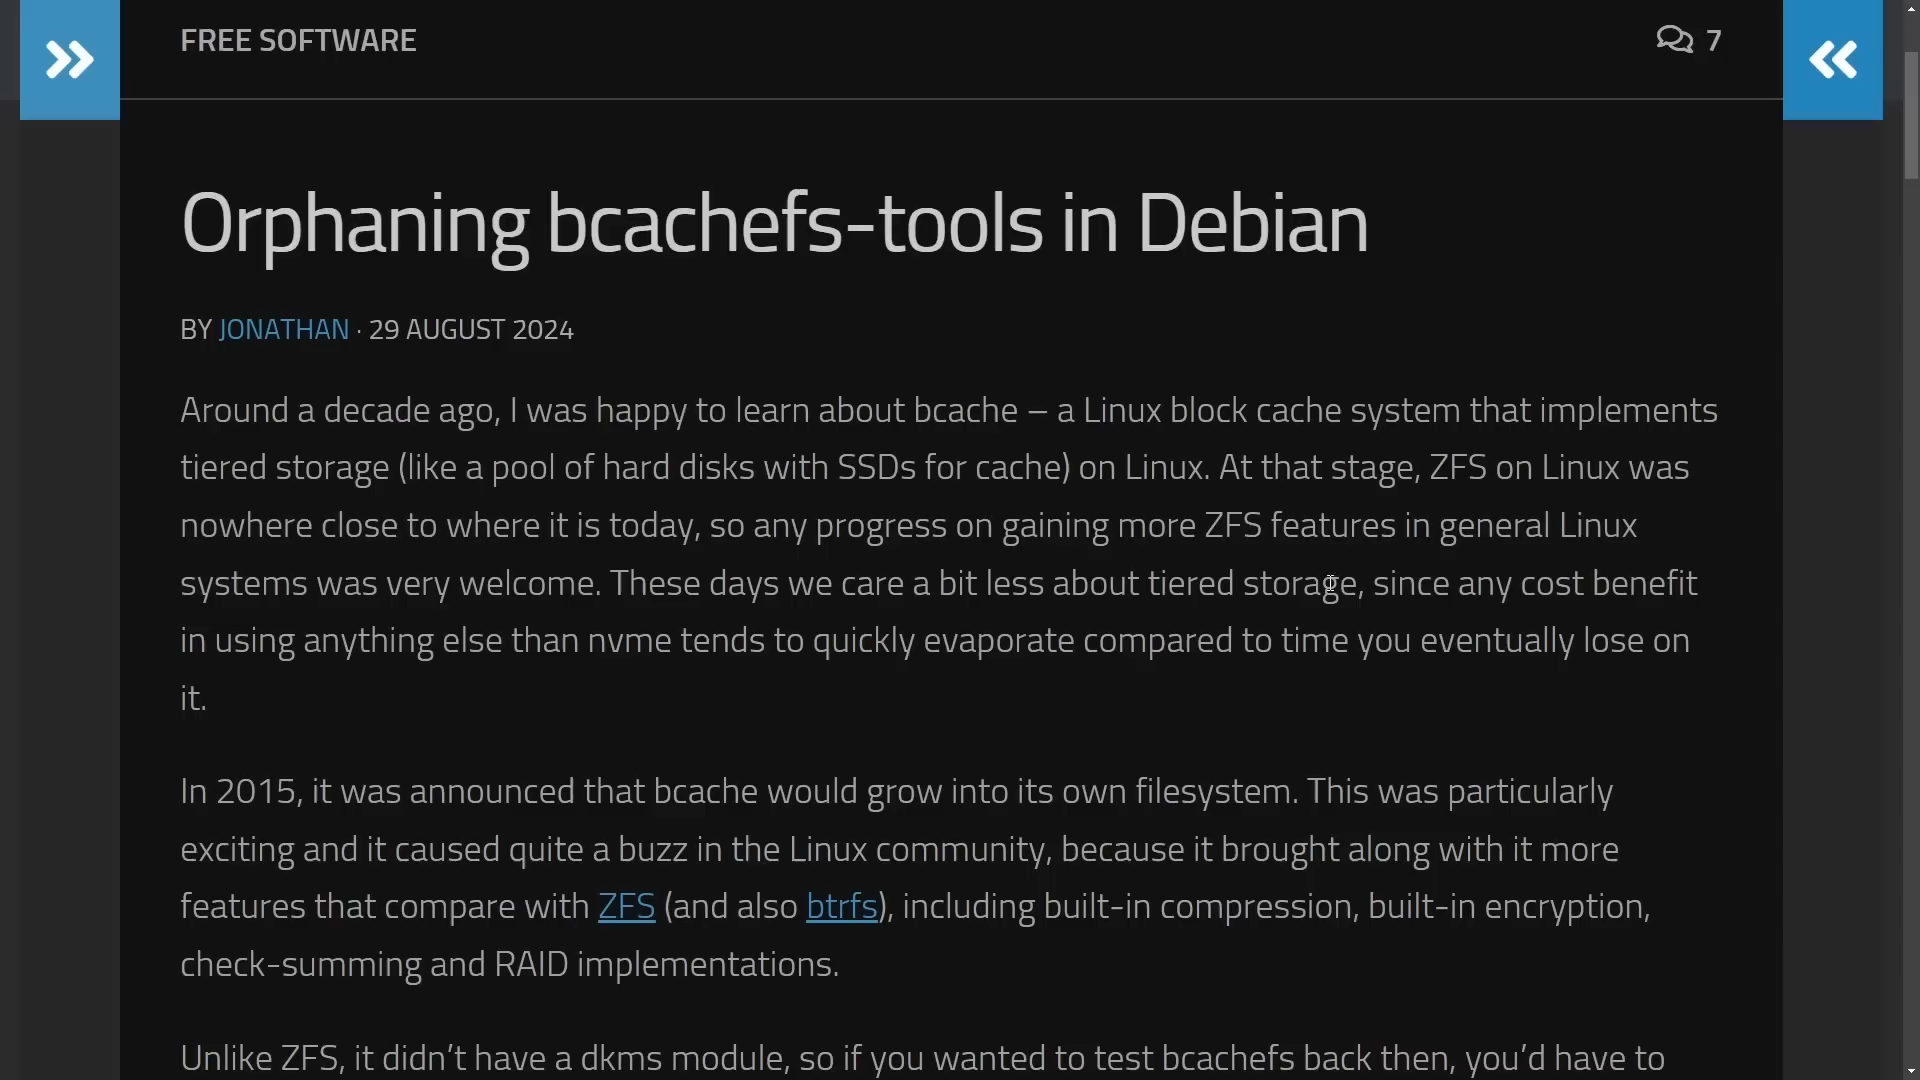 FREE SOFTWARE
7
Orphaning bcachefs-tools in Debian
BY JONATHAN · 29 AUGUST 2024
Around a decade ago, I was happy to learn about bcache – a Linux block cache system that implements
tiered storage (like a pool of hard disks with SSDs for cache) on Linux. At that stage, ZFS on Linux was
nowhere close to where it is today, so any progress on gaining more ZFS features in general Linux
systems was very welcome. These days we care a bit less about tiered storage, since any cost benefit
in using anything else than nvme tends to quickly evaporate compared to time you eventually lose on
it.
In 2015, it was announced that bcache would grow into its own filesystem. This was particularly
exciting and it caused quite a buzz in the Linux community, because it brought along with it more
features that compare with ZFS (and also btrfs), including built-in compression, built-in encryption,
check-summing and RAID implementations.
Unlike ZFS, it didn’t have a dkms module, so if you wanted to test bcachefs back then, you’d have to